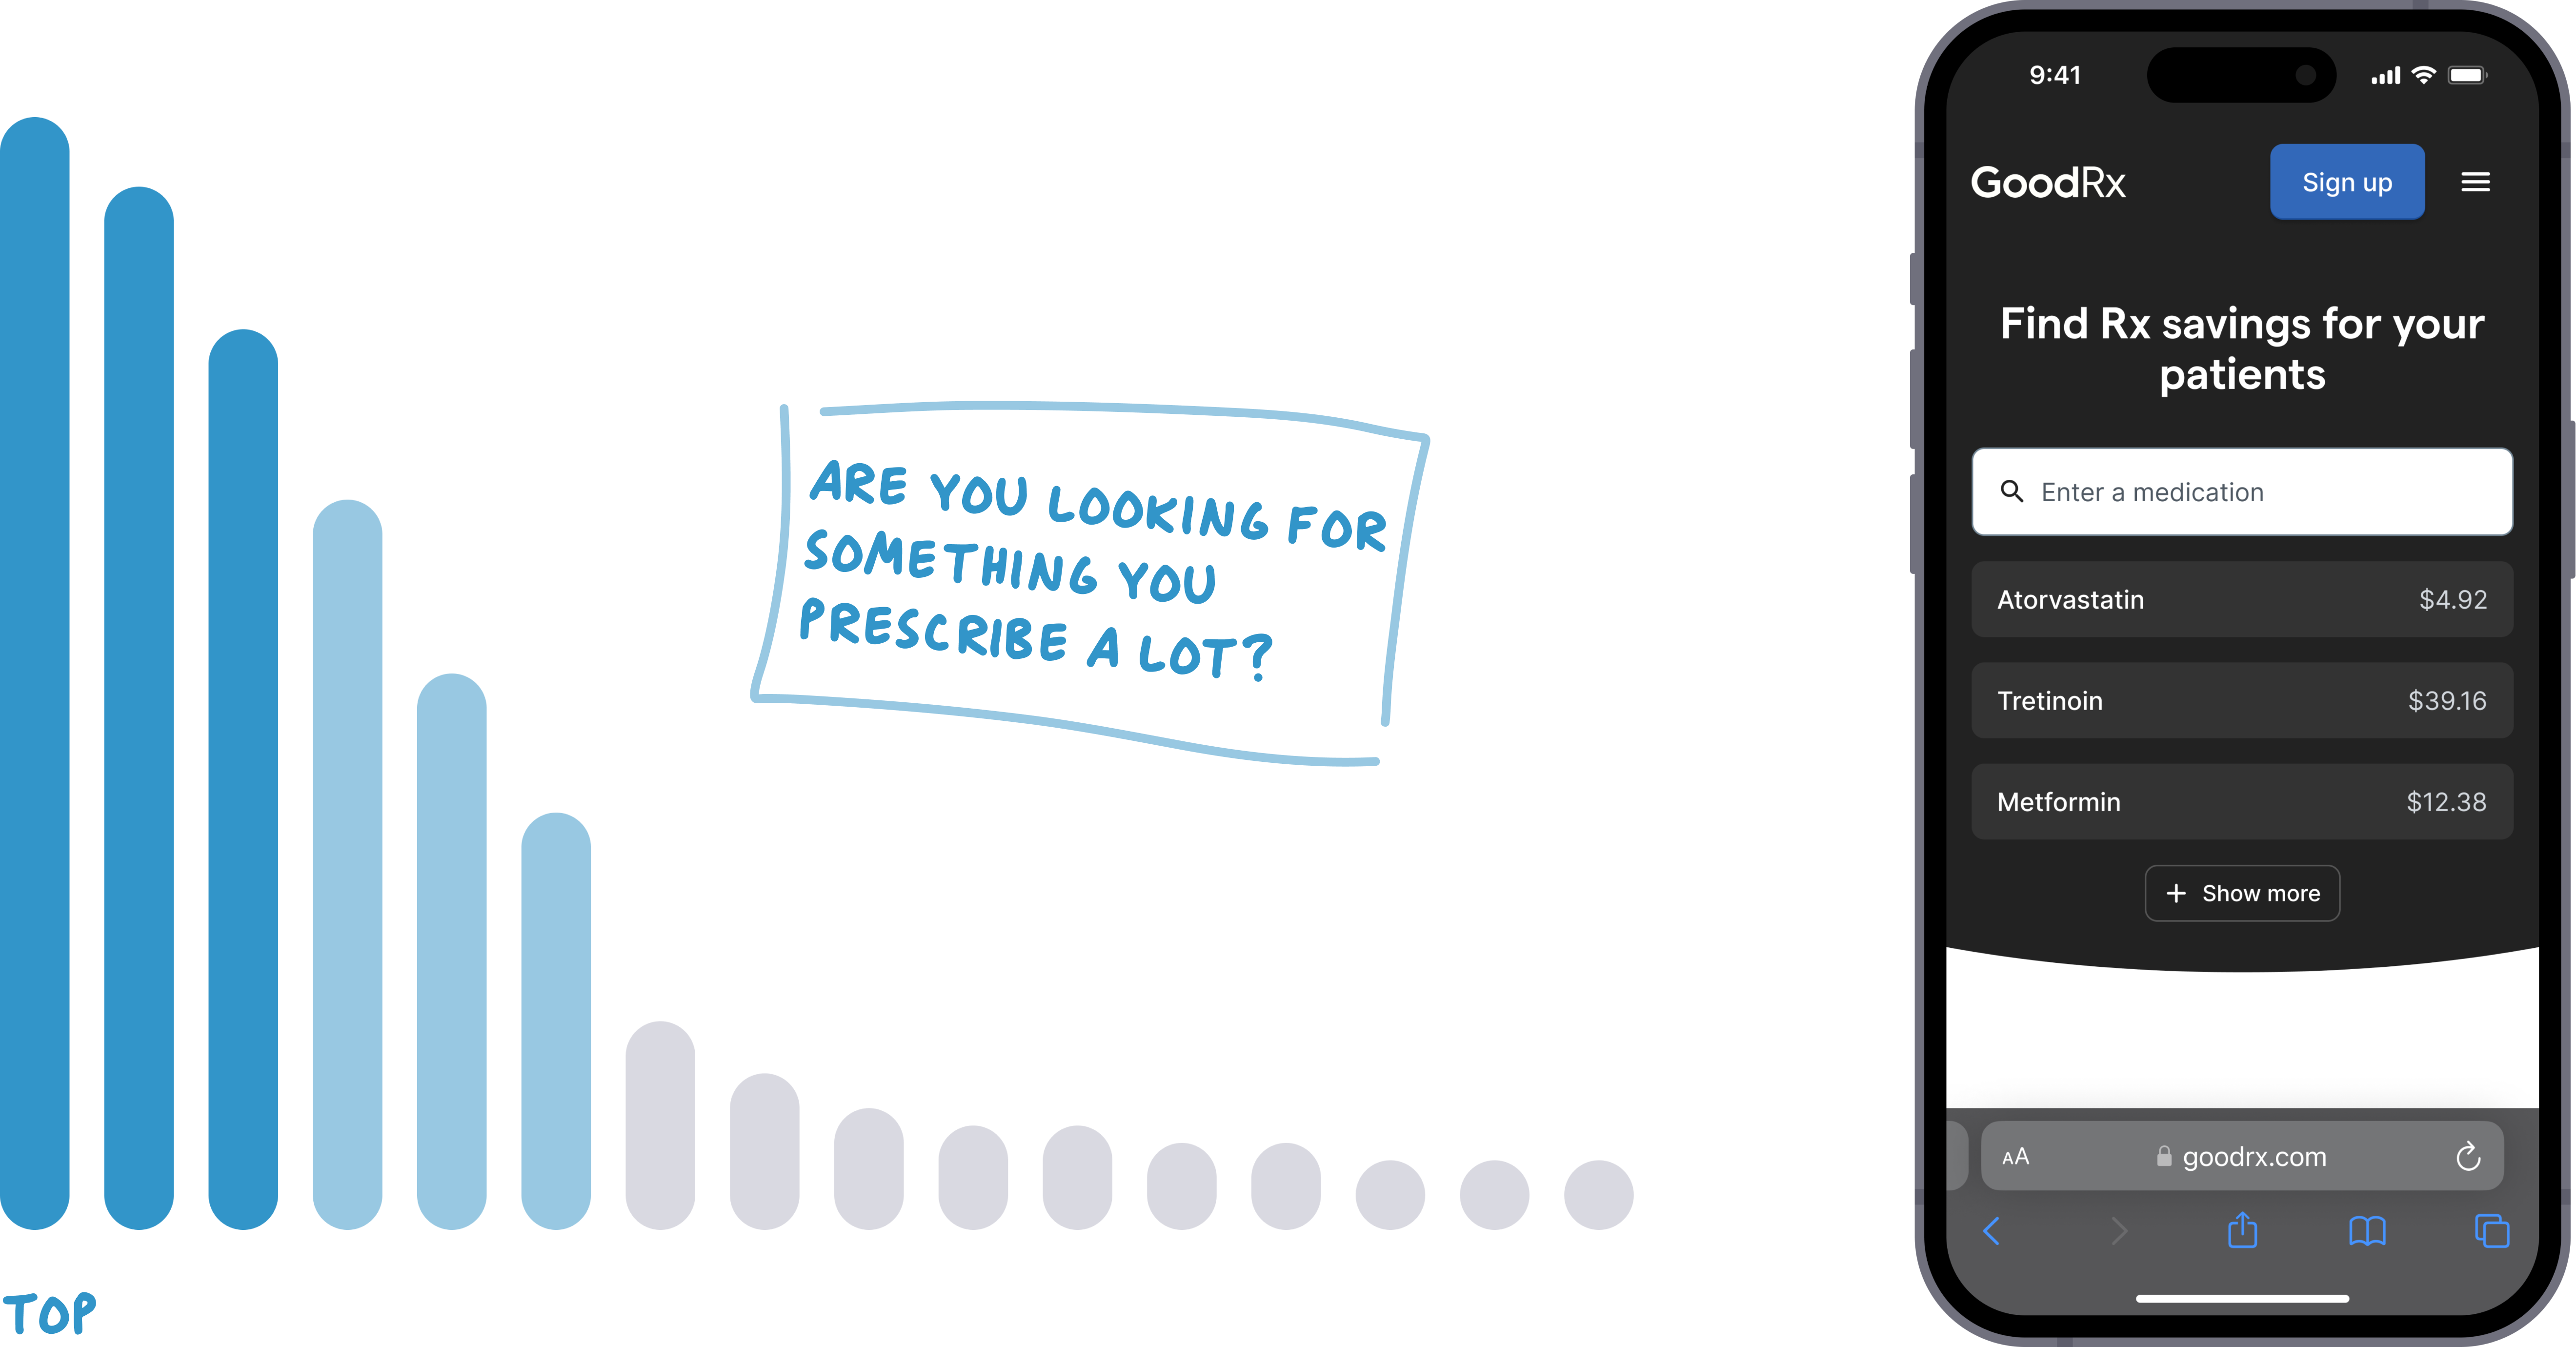 ARE YOU LOOKING FOR
SOMETHING YOU
PRESCRIBE A LOT?
TOP
9:41
GoodRx
Sign up
Find Rx savings for your
patients
Enter a medication
Atorvastatin $4.92
Tretinoin $39.16
Metformin $12.38
+ Show more
AA goodrx.com